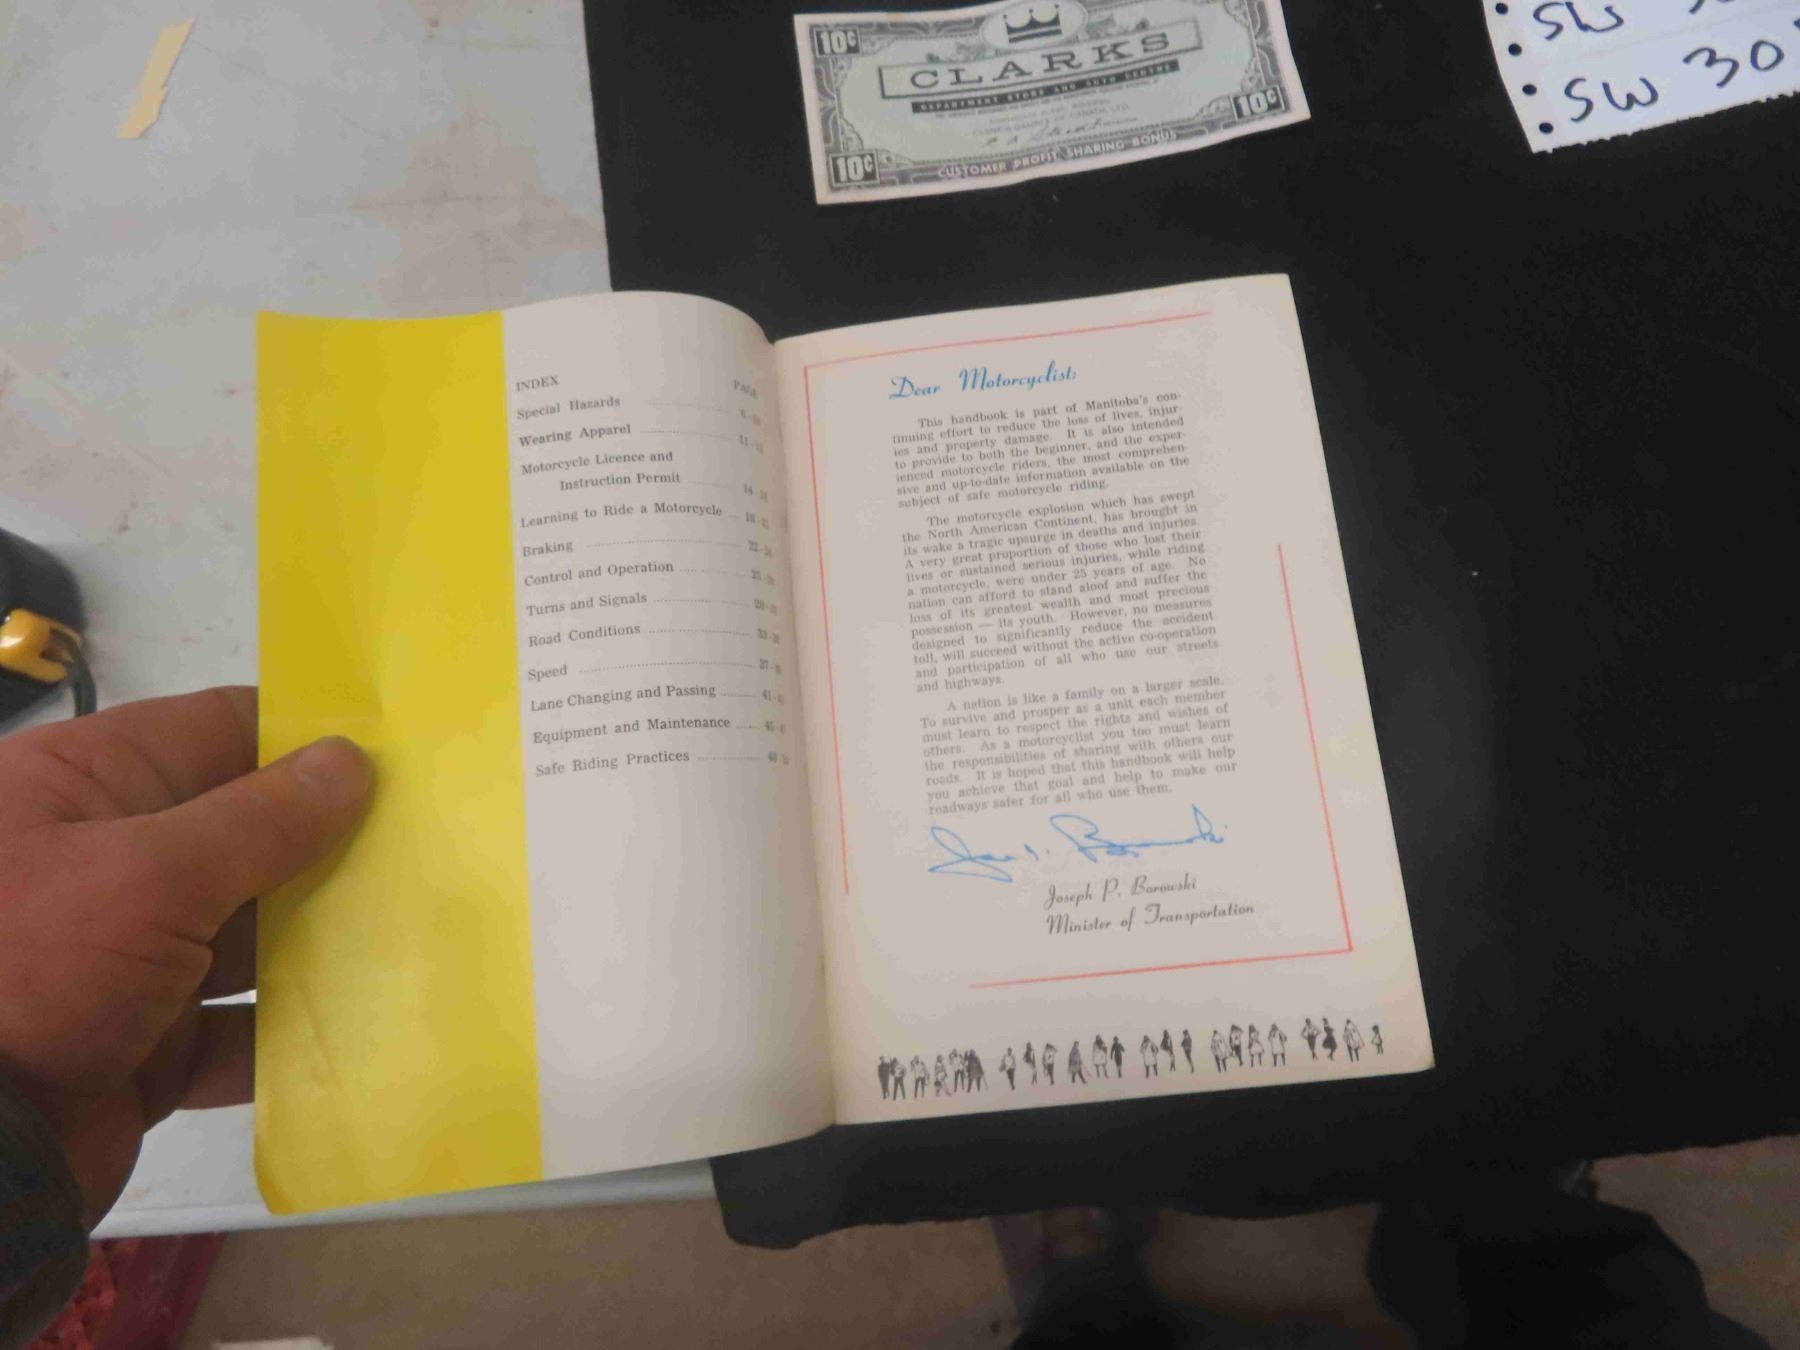 10¢
CLARKS
DEPARTMENT STORE AND AUTO CENTRE
10¢
10¢
CUSTOMER PROFIT SHARING BONUS
SW
SW 30
INDEX
PAGE
Special Hazards
Wearing Apparel
Motorcycle Licence and
Instruction Permit
Learning to Ride a Motorcycle
Braking
Control and Operation
Turns and Signals
Road Conditions
Speed
Lane Changing and Passing
Equipment and Maintenance
Safe Riding Practices
Dear Motorcyclist:
This handbook is part of Manitoba's con-
tinuing effort to reduce the loss of lives, injur-
ies and property damage. It is also intended
to provide to both the beginner, and the exper-
ienced motorcycle riders, the most comprehen-
sive and up-to-date information available on the
subject of safe motorcycle riding.
The motorcycle explosion which has swept
the North American Continent, has brought in
its wake a tragic upsurge in deaths and injuries.
A very great proportion of those who lost their
lives or sustained serious injuries, while riding
a motorcycle, were under 25 years of age. No
nation can afford to stand aloof and suffer the
loss of its greatest wealth and most precious
possession — its youth. However, no measures
designed to significantly reduce the accident
toll, will succeed without the active co-operation
and participation of all who use our streets
and highways.
A nation is like a family on a larger scale.
To survive and prosper as a unit each member
must learn to respect the rights and wishes of
others. As a motorcyclist you too must learn
the responsibilities of sharing with others our
roads. It is hoped that this handbook will help
you achieve that goal and help to make our
roadways safer for all who use them.
Joseph P. Borowski
Minister of Transportation